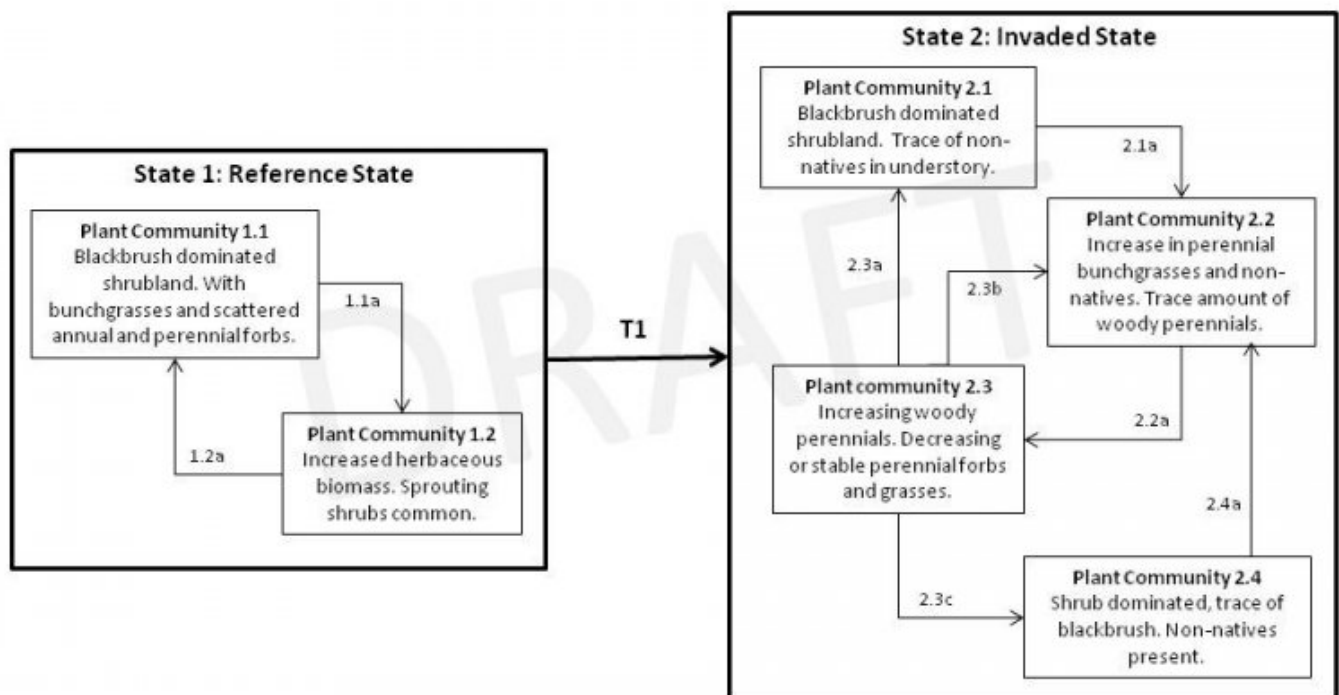 State 1: Reference State
Plant Community 1.1
Blackbrush dominated
shrubland. With
bunchgrasses and scattered
annual and perennial forbs.
1.1a
1.2a
Plant Community 1.2
Increased herbaceous
biomass. Sprouting
shrubs common.
T1
State 2: Invaded State
Plant Community 2.1
Blackbrush dominated
shrubland. Trace of non-
natives in understory.
2.1a
Plant Community 2.2
Increase in perennial
bunchgrasses and non-
natives. Trace amount of
woody perennials.
2.3a
2.3b
Plant community 2.3
Increasing woody
perennials. Decreasing
or stable perennial forbs
and grasses.
2.2a
2.4a
2.3c
Plant Community 2.4
Shrub dominated, trace of
blackbrush. Non-natives
present.
DRAFT